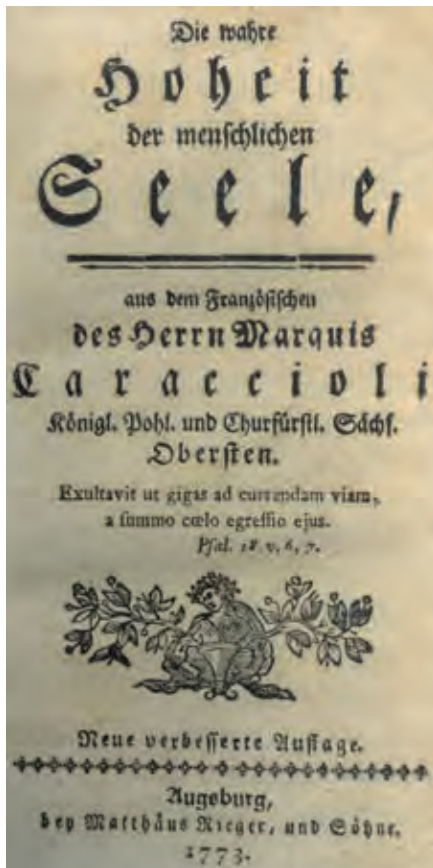 Die wahre
Hoheit
der menſchlichen
Seele,
aus dem Franzöſiſchen
des Herrn Marquis
Caraccioli
Königl. Pohl. und Churfürſtl. Sächſ.
Oberſten.
Exultavit ut gigas ad currendam viam,
a ſummo cœlo egreſſio ejus.
Pſal. 18. v. 6, 7.
Neue verbeſſerte Auflage.
Augsburg,
bey Matthäus Rieger, und Söhne.
1773.